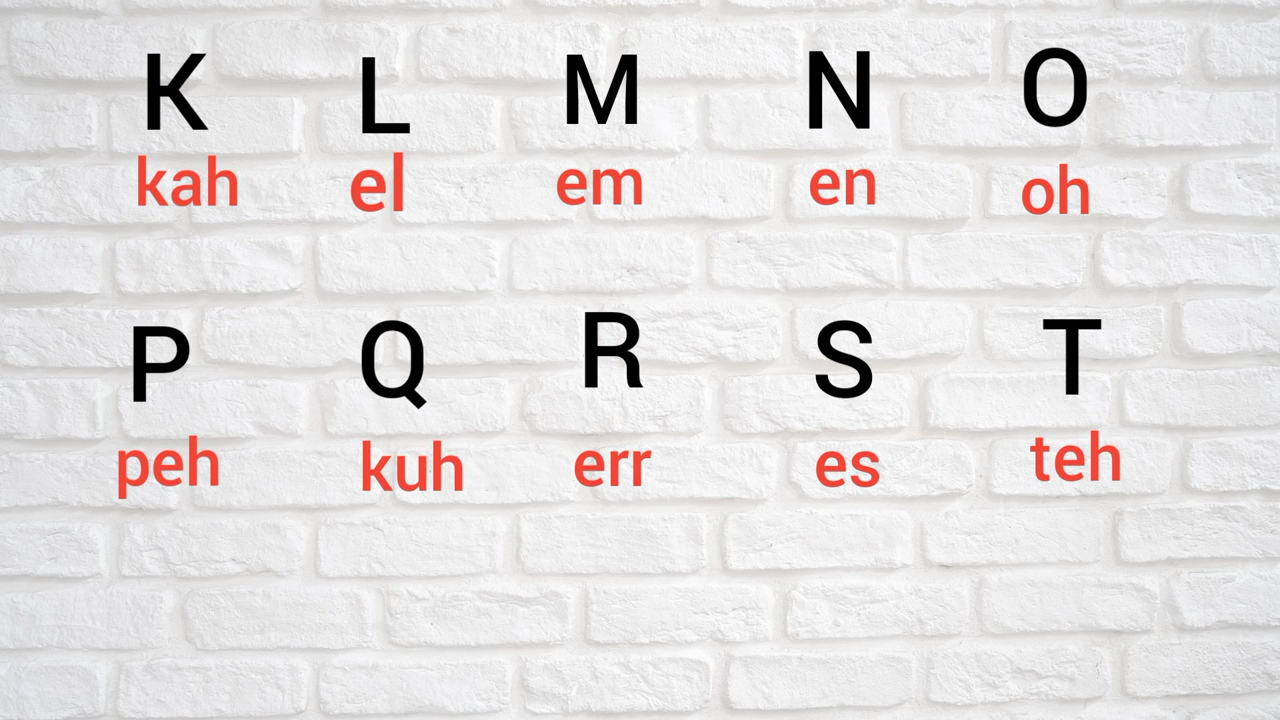 K L M N O
kah el em en oh
P Q R S T
peh kuh err es teh